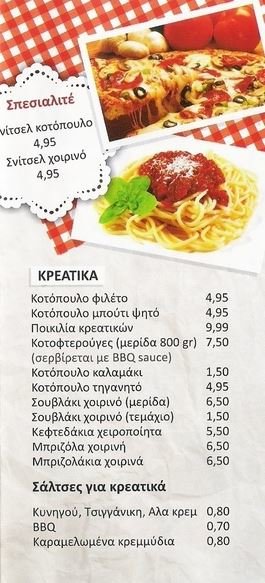 Σπεσιαλιτέ
νίτσελ κοτόπουλο
4,95
Σνίτσελ χοιρινό
4,95
ΚΡΕΑΤΙΚΑ
Κοτόπουλο φιλέτο 4,95
Κοτόπουλο μπούτι ψητό 4,95
Ποικιλία κρεατικών 9,99
Κοτοφτερούγες (μερίδα 800 gr) 7,50
(σερβίρεται με BBQ sauce)
Κοτόπουλο καλαμάκι 1,50
Κοτόπουλο τηγανητό 4,95
Σουβλάκι χοιρινό (μερίδα) 6,50
Σουβλάκι χοιρινό (τεμάχιο) 1,50
Κεφτεδάκια χειροποίητα 5,50
Μπριζόλα χοιρινή 6,50
Μπριζολάκια χοιρινά 6,50
Σάλτσες για κρεατικά
Κυνηγού, Τσιγγάνικη, Αλα κρεμ 0,80
BBQ 0,70
Καραμελωμένα κρεμμύδια 0,80